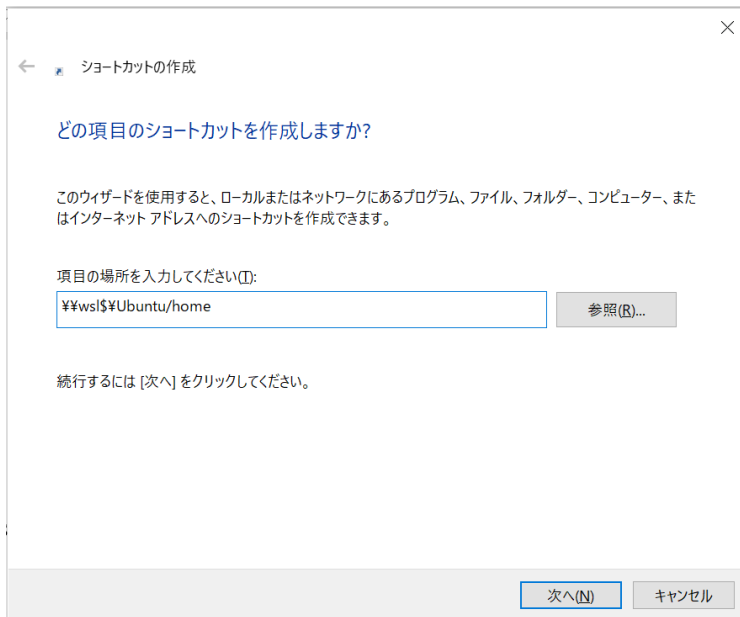 ショートカットの作成
どの項目のショートカットを作成しますか?
このウィザードを使用すると、ローカルまたはネットワークにあるプログラム、ファイル、フォルダー、コンピューター、また
はインターネット アドレスへのショートカットを作成できます。
項目の場所を入力してください(T):
¥¥wsl$¥Ubuntu/home
参照(R)...
続行するには [次へ] をクリックしてください。
次へ(N)
キャンセル